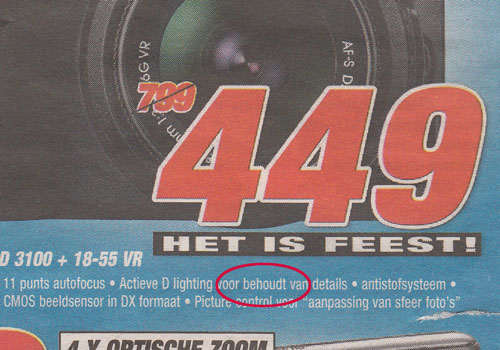 6G VR
AF-S D
799
449
HET IS FEEST!
D 3100 + 18-55 VR
11 punts autofocus • Actieve D lighting voor behoudt van details • antistofsysteem •
CMOS beeldsensor in DX formaat • Picture control voor "aanpassing van sfeer foto's"
4 X OPTISCHE ZOOM